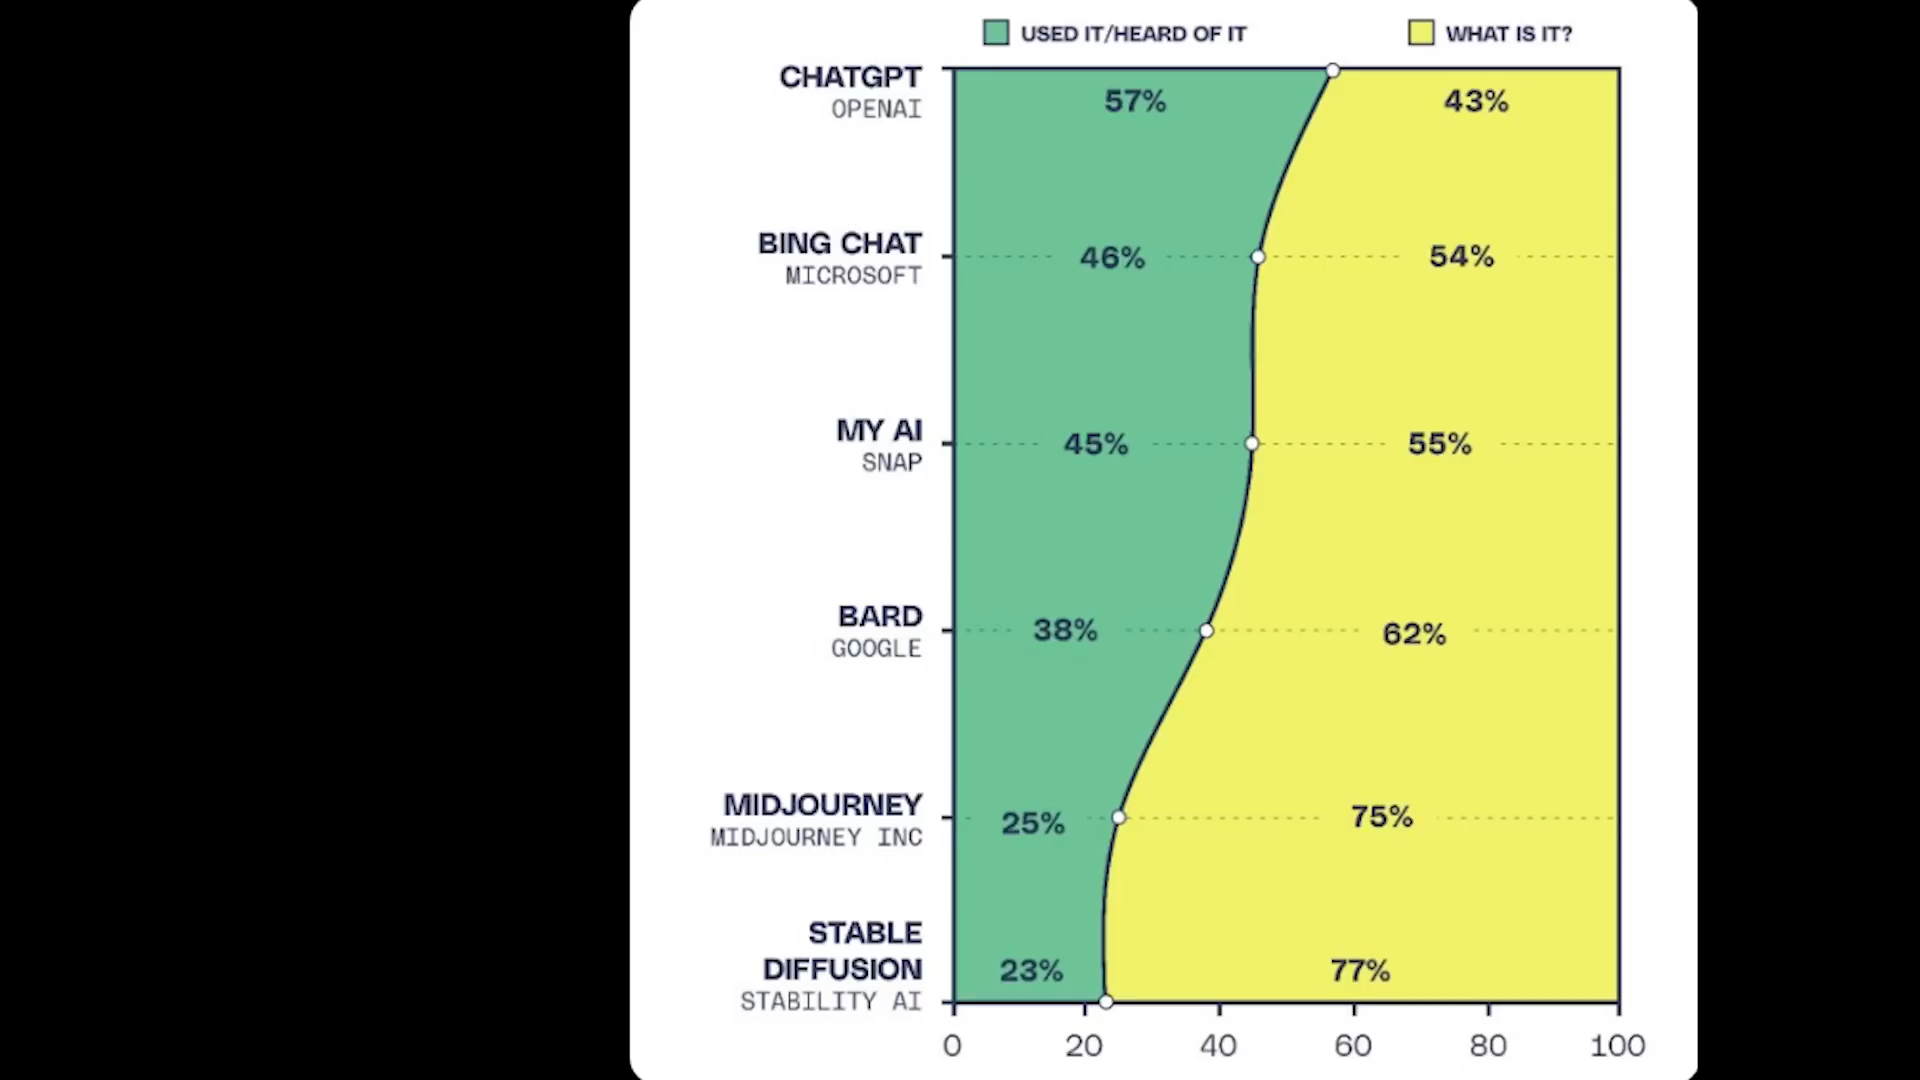 USED IT/HEARD OF IT
WHAT IS IT?
CHATGPT
OPENAI
57%
43%
BING CHAT
MICROSOFT
46%
54%
MY AI
SNAP
45%
55%
BARD
GOOGLE
38%
62%
MIDJOURNEY
MIDJOURNEY INC
25%
75%
STABLE
DIFFUSION
STABILITY AI
23%
77%
0 20 40 60 80 100